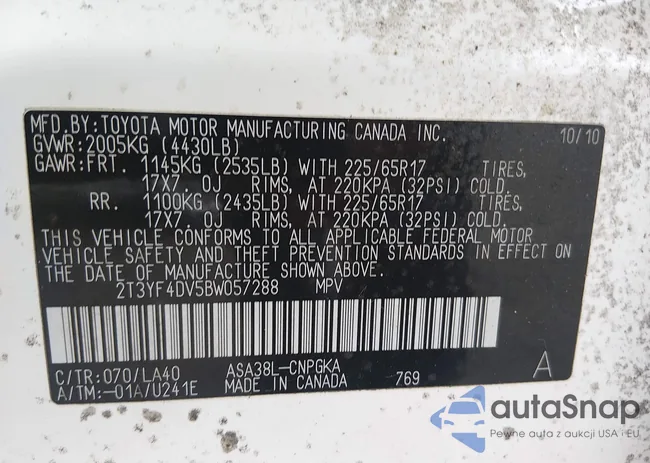 MFD.BY:TOYOTA MOTOR MANUFACTURING CANADA INC. 10/10
GVWR:2005KG (4430LB)
GAWR:FRT. 1145KG (2535LB) WITH 225/65R17 TIRES,
17X7.0J RIMS, AT 220KPA (32PSI) COLD.
RR. 1100KG (2435LB) WITH 225/65R17 TIRES,
17X7.0J RIMS, AT 220KPA (32PSI) COLD.
THIS VEHICLE CONFORMS TO ALL APPLICABLE FEDERAL MOTOR
VEHICLE SAFETY AND THEFT PREVENTION STANDARDS IN EFFECT ON
THE DATE OF MANUFACTURE SHOWN ABOVE.
2T3YF4DV5BW057288 MPV
C/TR:070/LA40 ASA38L-CNPGKA A
A/TM:-01A/U241E MADE IN CANADA 769
autoSnap
Pewne auta z aukcji USA i EU